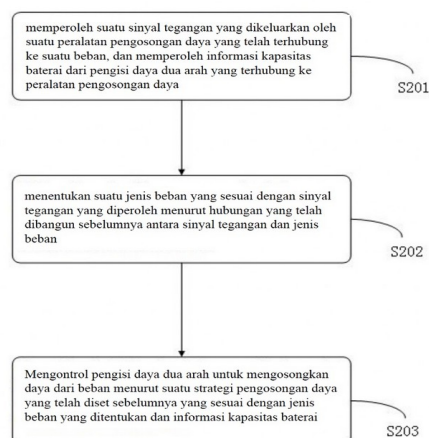 memperoleh suatu sinyal tegangan yang dikeluarkan oleh
suatu peralatan pengosongan daya yang telah terhubung
ke suatu beban, dan memperoleh informasi kapasitas
baterai dari pengisi daya dua arah yang terhubung ke
peralatan pengosongan daya
S201
menentukan suatu jenis beban yang sesuai dengan sinyal
tegangan yang diperoleh menurut hubungan yang telah
dibangun sebelumnya antara sinyal tegangan dan jenis
beban
S202
Mengontrol pengisi daya dua arah untuk mengosongkan
daya dari beban menurut suatu strategi pengosongan daya
yang telah diset sebelumnya yang sesuai dengan jenis
beban yang ditentukan dan informasi kapasitas baterai
S203